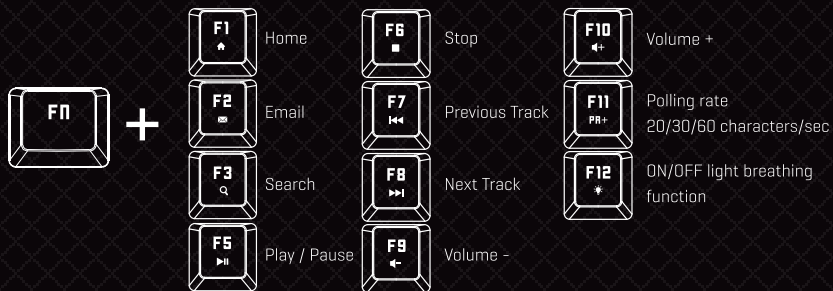 Fn
F1
Home
F2
Email
F3
Search
F5
Play / Pause
F6
Stop
F7
Previous Track
F8
Next Track
F9
Volume -
F10
Volume +
F11
PR+
Polling rate
20/30/60 characters/sec
F12
ON/OFF light breathing
function